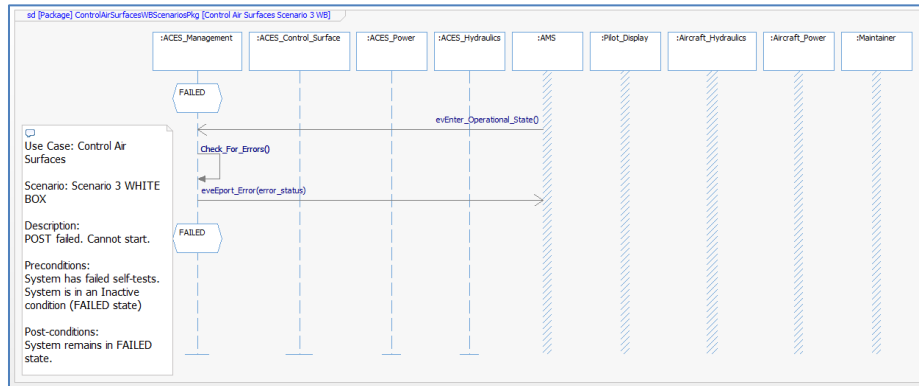 sd [Package] ControlAirSurfacesWBScenariosPkg [Control Air Surfaces Scenario 3 WB]
:ACES_Management
:ACES_Control_Surface
:ACES_Power
:ACES_Hydraulics
:AMS
:Pilot_Display
:Aircraft_Hydraulics
:Aircraft_Power
:Maintainer
FAILED
evEnter_Operational_State()
Check_For_Errors()
eveEport_Error(error_status)
FAILED
Use Case: Control Air
Surfaces
Scenario: Scenario 3 WHITE
BOX
Description:
POST failed. Cannot start.
Preconditions:
System has failed self-tests.
System is in an Inactive
condition (FAILED state)
Post-conditions:
System remains in FAILED
state.